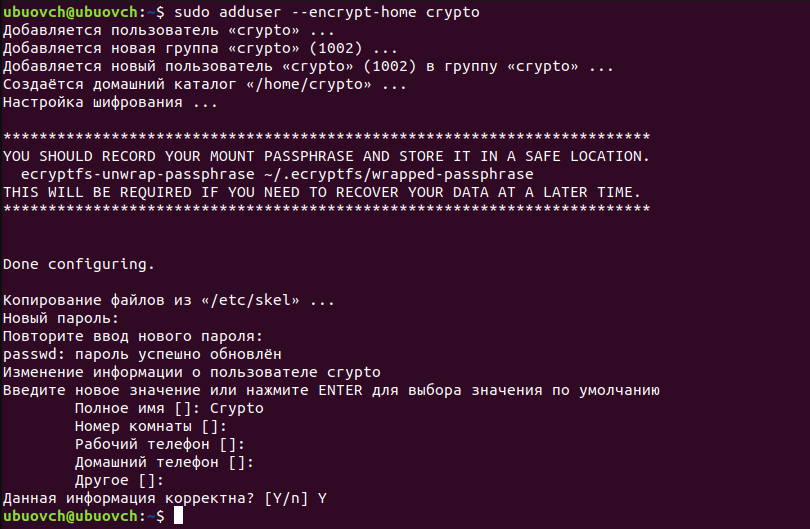 ubuovch@ubuovch:~$ sudo adduser --encrypt-home crypto
Добавляется пользователь «crypto» ...
Добавляется новая группа «crypto» (1002) ...
Добавляется новый пользователь «crypto» (1002) в группу «crypto» ...
Создаётся домашний каталог «/home/crypto» ...
Настройка шифрования ...
************************************************************************
YOU SHOULD RECORD YOUR MOUNT PASSPHRASE AND STORE IT IN A SAFE LOCATION.
  ecryptfs-unwrap-passphrase ~/.ecryptfs/wrapped-passphrase
THIS WILL BE REQUIRED IF YOU NEED TO RECOVER YOUR DATA AT A LATER TIME.
************************************************************************
Done configuring.
Копирование файлов из «/etc/skel» ...
Новый пароль:
Повторите ввод нового пароля:
passwd: пароль успешно обновлён
Изменение информации о пользователе crypto
Введите новое значение или нажмите ENTER для выбора значения по умолчанию
        Полное имя []: Crypto
        Номер комнаты []:
        Рабочий телефон []:
        Домашний телефон []:
        Другое []:
Данная информация корректна? [Y/n] Y
ubuovch@ubuovch:~$